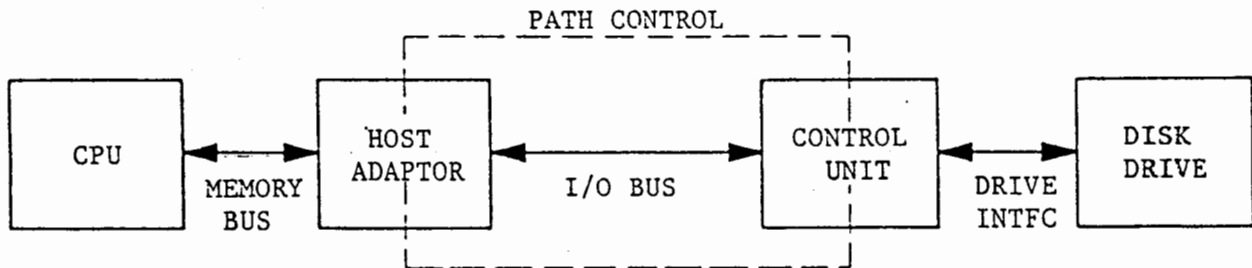 PATH CONTROL
CPU
MEMORY
BUS
HOST
ADAPTOR
I/O BUS
CONTROL
UNIT
DRIVE
INTFC
DISK
DRIVE